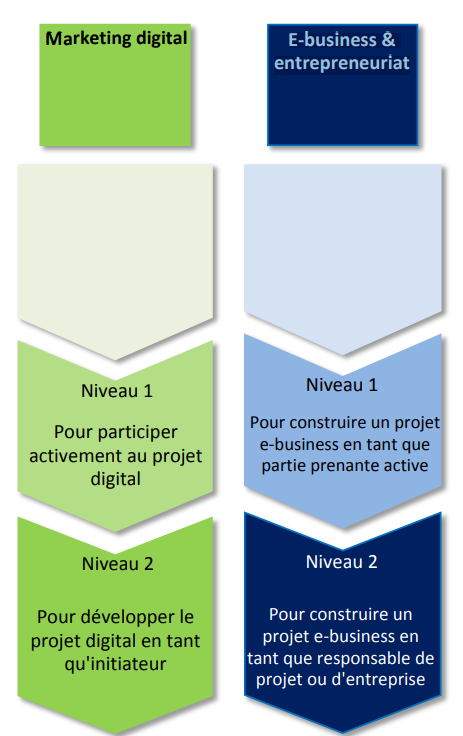 Marketing digital
E-business &
entrepreneuriat
Niveau 1
Pour participer
activement au projet
digital
Niveau 1
Pour construire un projet
e-business en tant que
partie prenante active
Niveau 2
Pour développer le
projet digital en tant
qu'initiateur
Niveau 2
Pour construire un
projet e-business en
tant que responsable de
projet ou d'entreprise